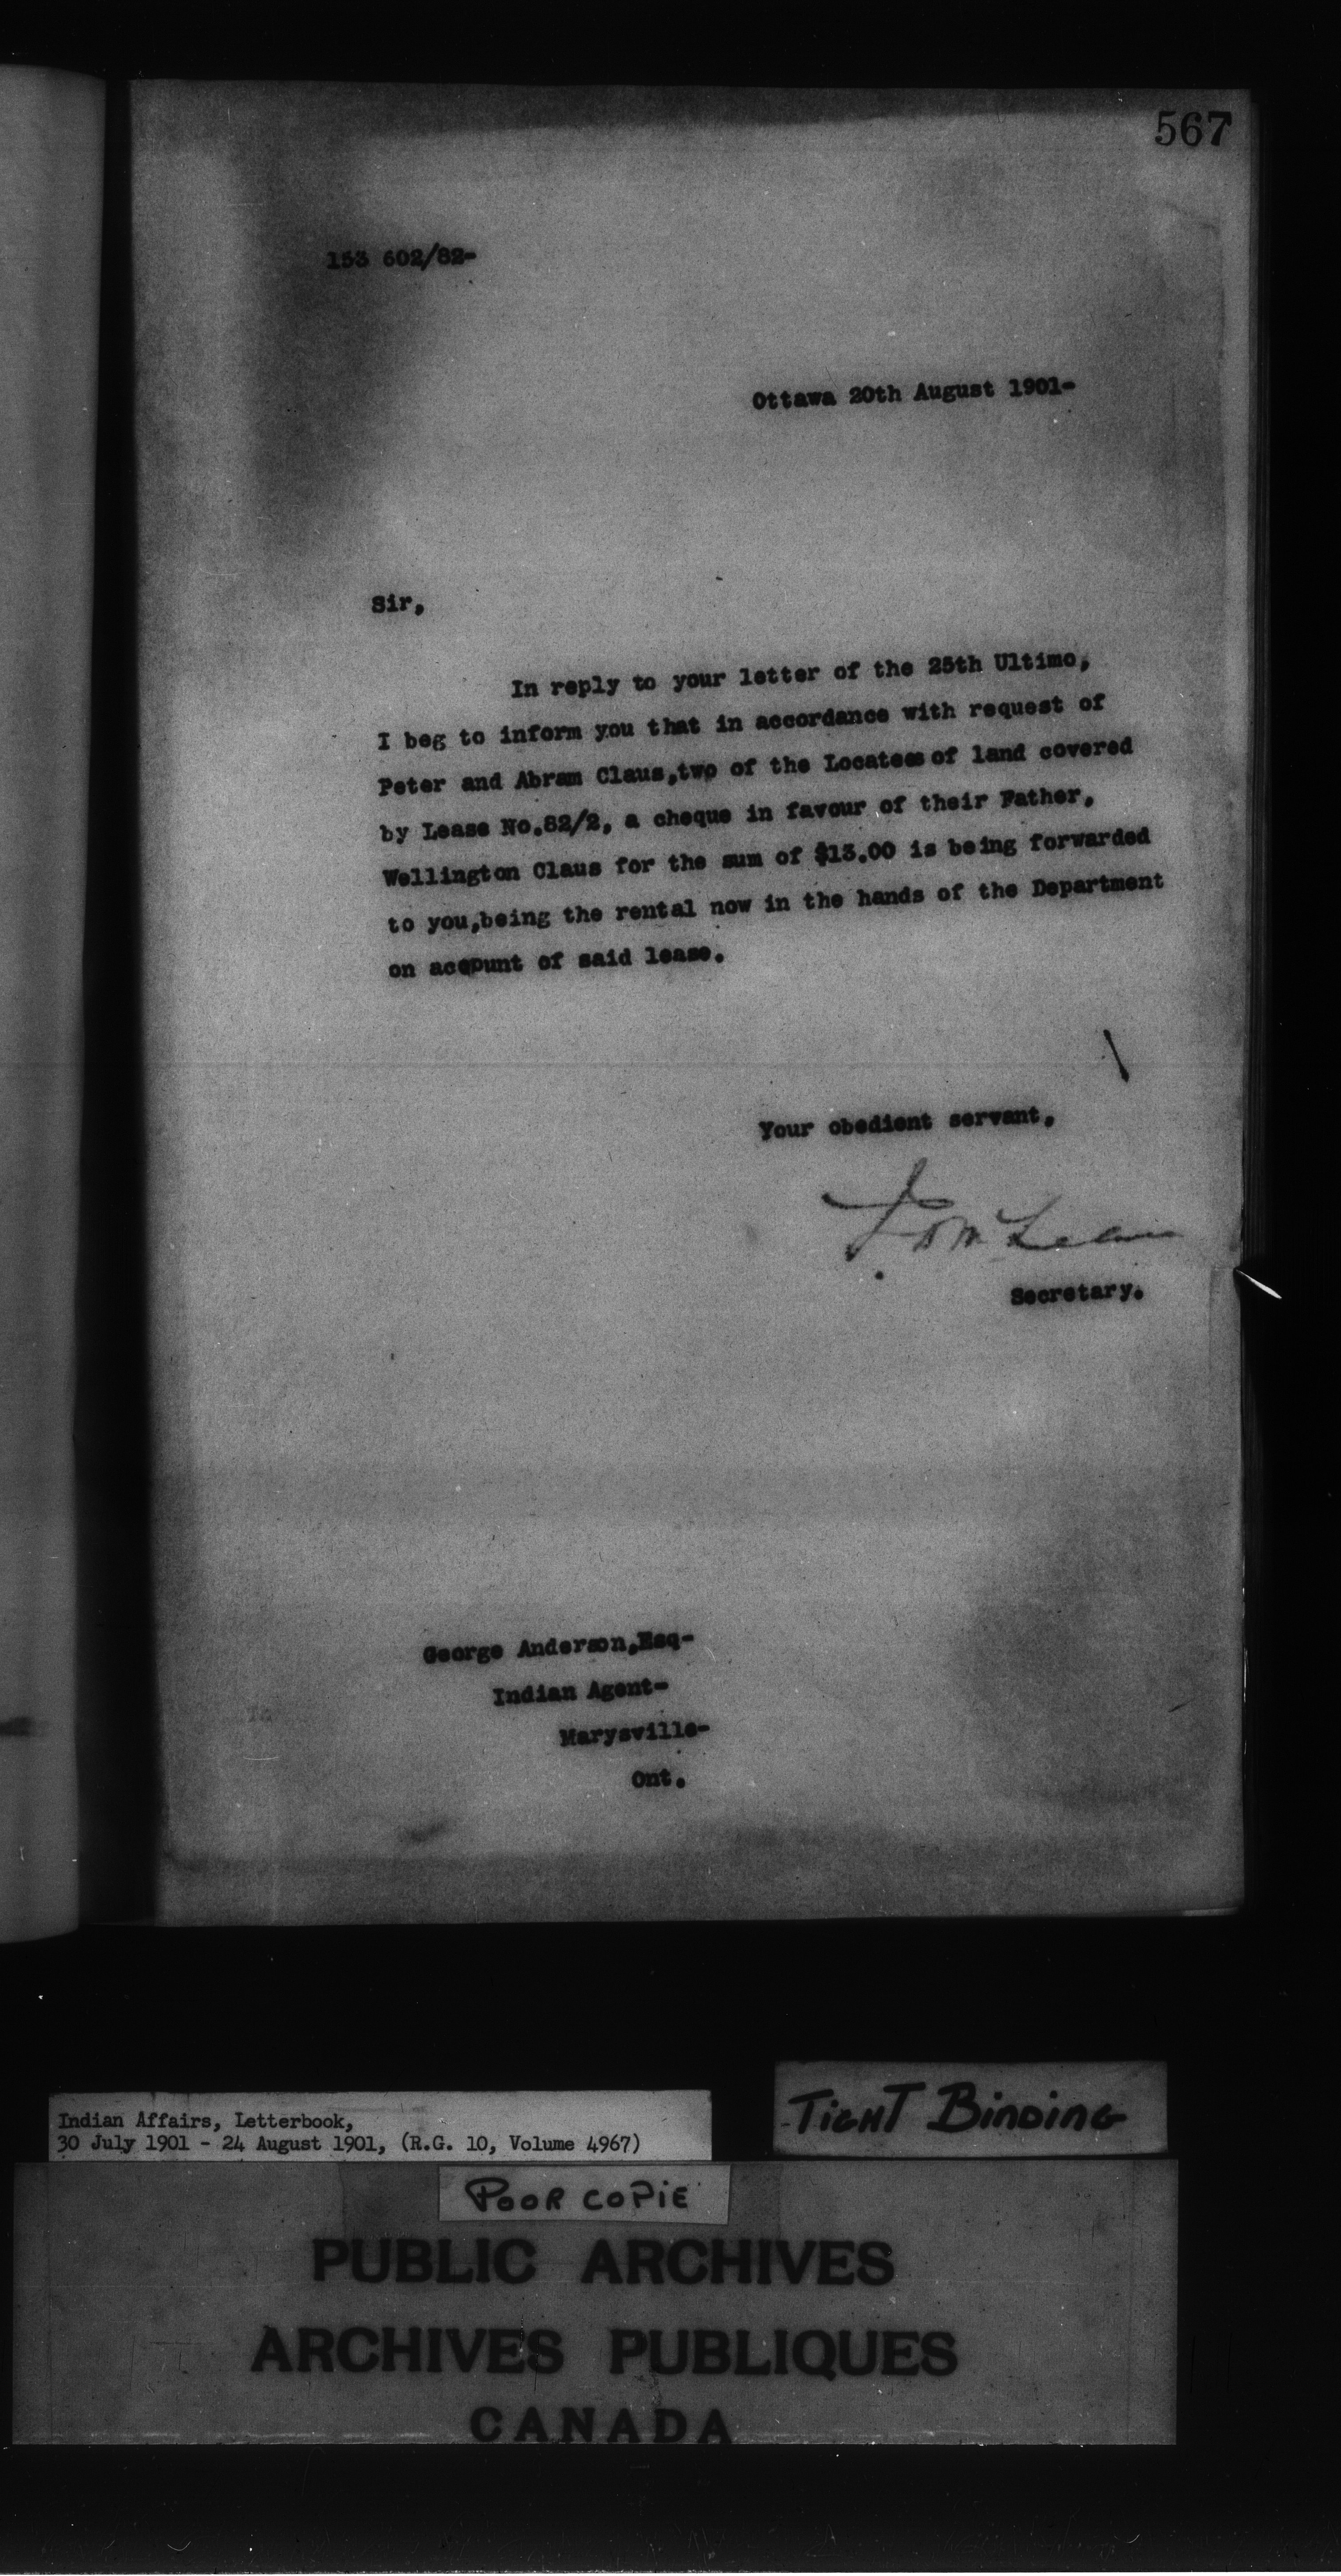 567
153 602/82-
Ottawa 20th August 1901-
Sir,
In reply to your letter of the 25th Ultimo,
I beg to inform you that in accordance with request of
Peter and Abram Claus,two of the Locatees of land covered
by Lease No.82/2, a cheque in favour of their Father,
Wellington Claus for the sum of $13.00 is being forwarded
to you,being the rental now in the hands of the Department
on account of said lease.
Your obedient servant,
J D McLean
Secretary.
George Anderson,Esq-
Indian Agent-
Marysville-
Ont.
Indian Affairs, Letterbook,
30 July 1901 - 24 August 1901, (R.G. 10, Volume 4967)
TIGHT BINDING
POOR COPIE
PUBLIC ARCHIVES
ARCHIVES PUBLIQUES
CANADA